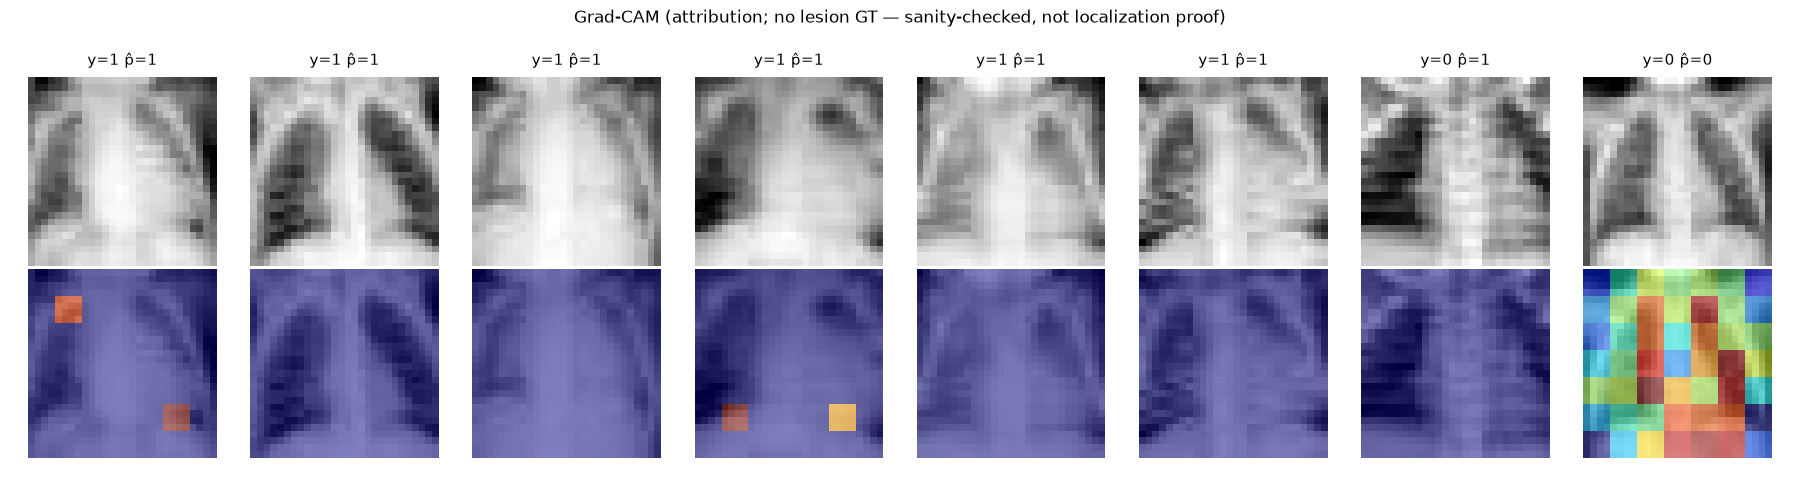 Grad-CAM (attribution; no lesion GT — sanity-checked, not localization proof)
y=1 p̂=1
y=1 p̂=1
y=1 p̂=1
y=1 p̂=1
y=1 p̂=1
y=1 p̂=1
y=0 p̂=1
y=0 p̂=0